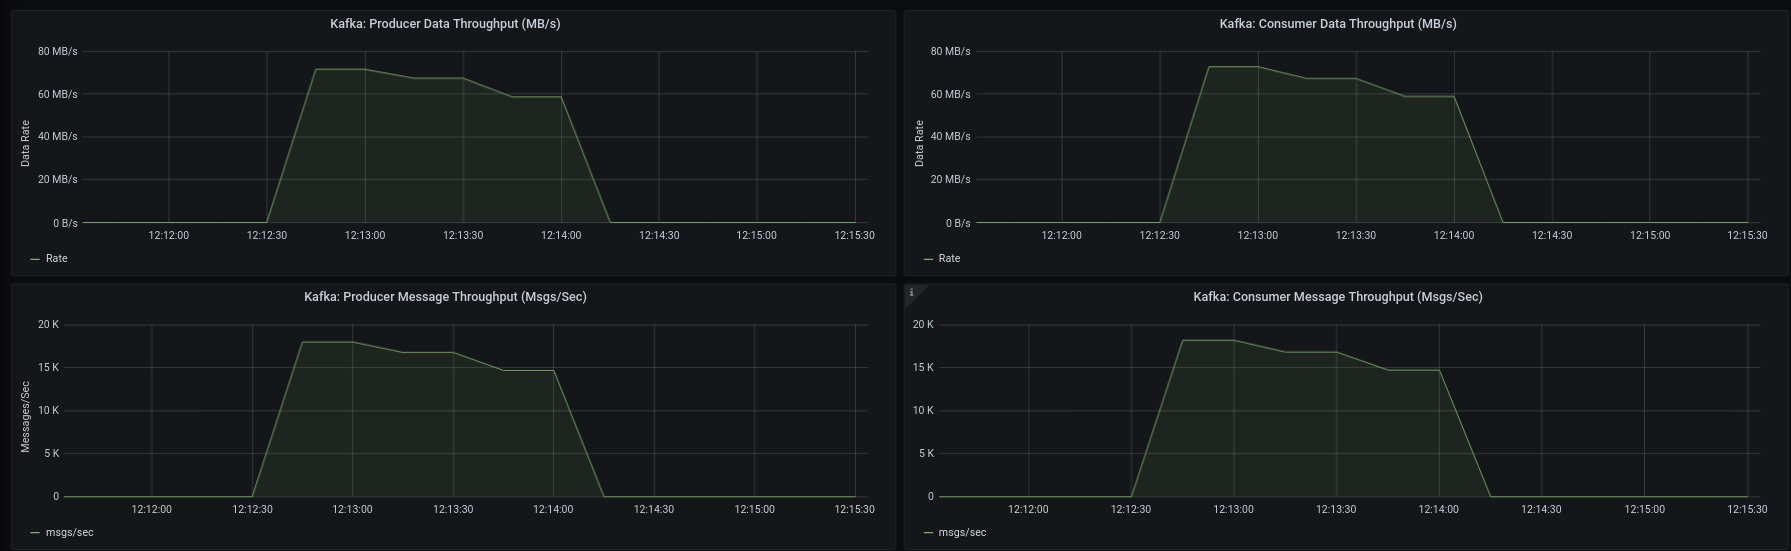 Kafka: Producer Data Throughput (MB/s)
80 MB/s
60 MB/s
40 MB/s
20 MB/s
0 B/s
Data Rate
12:12:00 12:12:30 12:13:00 12:13:30 12:14:00 12:14:30 12:15:00 12:15:30
Rate
Kafka: Consumer Data Throughput (MB/s)
80 MB/s
60 MB/s
40 MB/s
20 MB/s
0 B/s
Data Rate
12:12:00 12:12:30 12:13:00 12:13:30 12:14:00 12:14:30 12:15:00 12:15:30
Rate
Kafka: Producer Message Throughput (Msgs/Sec)
20 K
15 K
10 K
5 K
0
Messages/Sec
12:12:00 12:12:30 12:13:00 12:13:30 12:14:00 12:14:30 12:15:00 12:15:30
msgs/sec
i
Kafka: Consumer Message Throughput (Msgs/Sec)
20 K
15 K
10 K
5 K
0
12:12:00 12:12:30 12:13:00 12:13:30 12:14:00 12:14:30 12:15:00 12:15:30
msgs/sec